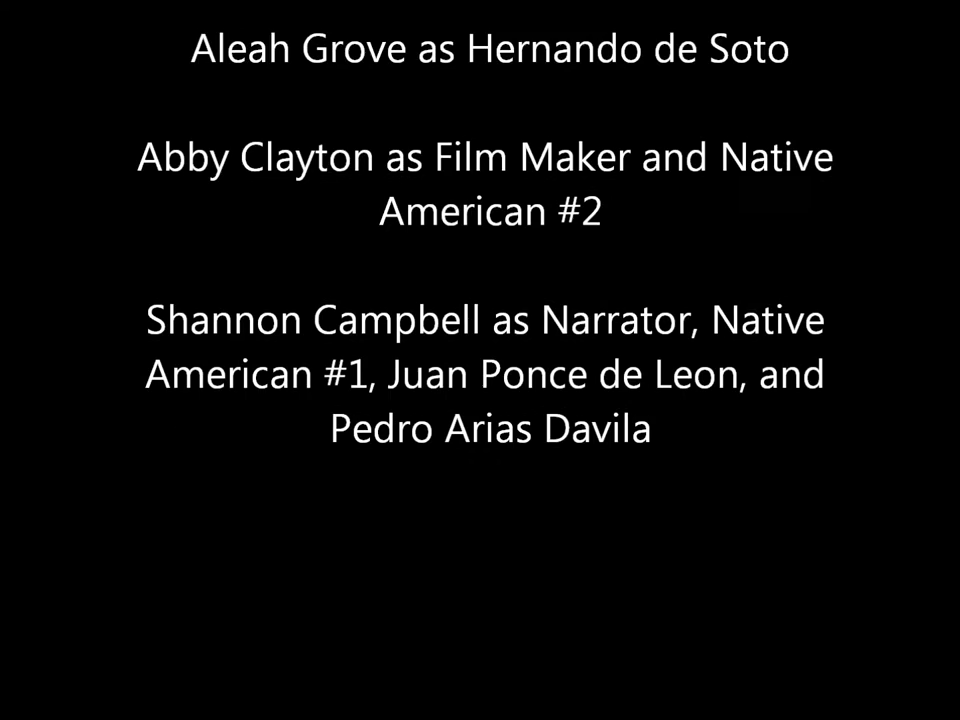 Aleah Grove as Hernando de Soto
Abby Clayton as Film Maker and Native
American #2
Shannon Campbell as Narrator, Native
American #1, Juan Ponce de Leon, and
Pedro Arias Davila